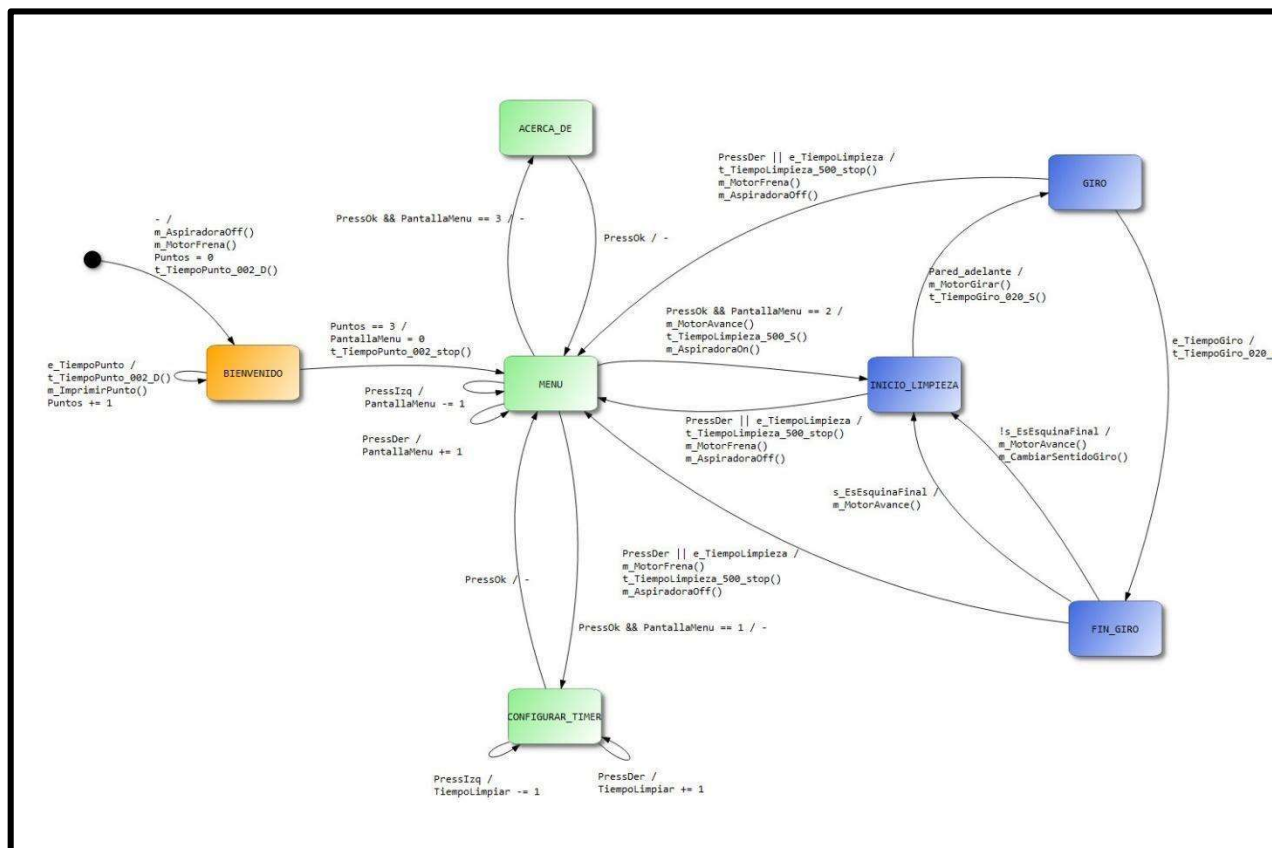 ACERCA_DE
PressDer || e_TiempoLimpieza /
t_TiempoLimpieza_500_stop()
m_MotorFrena()
m_AspiradoraOff()
GIRO
- /
m_AspiradoraOff()
m_MotorFrena()
Puntos = 0
t_TiempoPunto_002_D()
PressOk && PantallaMenu == 3 / -
PressOk / -
Pared_adelante /
m_MotorGirar()
t_TiempoGiro_020_S()
PressOk && PantallaMenu == 2 /
m_MotorAvance()
t_TiempoLimpieza_500_S()
m_AspiradoraOn()
e_TiempoGiro /
t_TiempoGiro_020_
Puntos == 3 /
PantallaMenu = 0
t_TiempoPunto_002_stop()
e_TiempoPunto /
t_TiempoPunto_002_D()
m_ImprimirPunto()
Puntos += 1
BIENVENIDO
MENU
INICIO_LIMPIEZA
PressIzq /
PantallaMenu -= 1
PressDer /
PantallaMenu += 1
PressDer || e_TiempoLimpieza /
t_TiempoLimpieza_500_stop()
m_MotorFrena()
m_AspiradoraOff()
!s_EsEsquinaFinal /
m_MotorAvance()
m_CambiarSentidoGiro()
s_EsEsquinaFinal /
m_MotorAvance()
PressOk / -
PressDer || e_TiempoLimpieza /
m_MotorFrena()
t_TiempoLimpieza_500_stop()
m_AspiradoraOff()
PressOk && PantallaMenu == 1 / -
FIN_GIRO
CONFIGURAR_TIMER
PressIzq /
TiempoLimpiar -= 1
PressDer /
TiempoLimpiar += 1